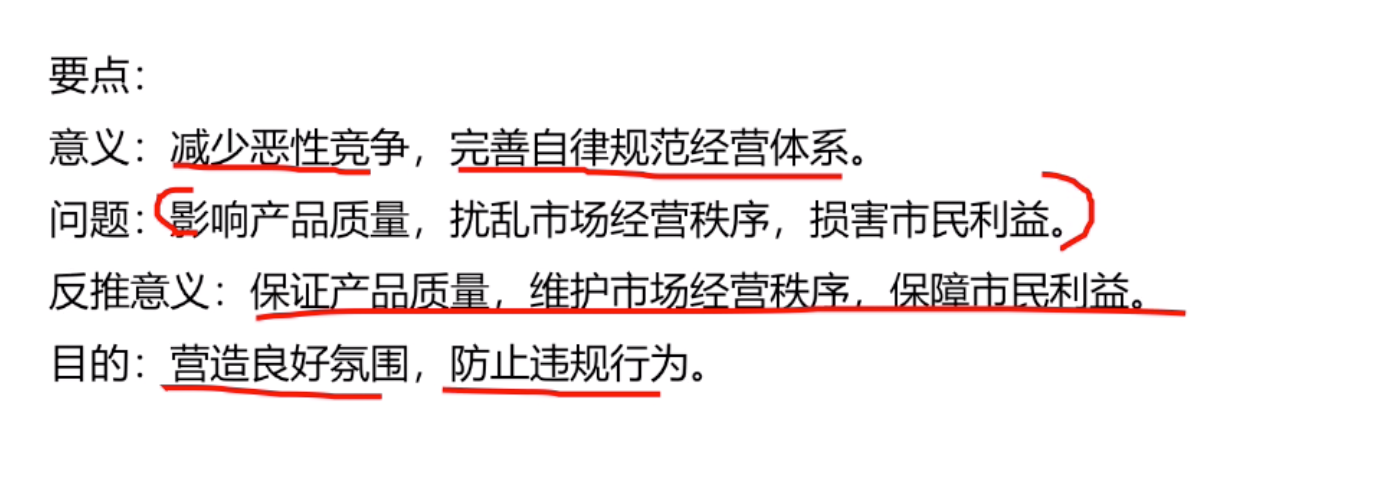 要点：
意义：减少恶性竞争，完善自律规范经营体系。
问题：影响产品质量，扰乱市场经营秩序，损害市民利益。
反推意义：保证产品质量，维护市场经营秩序，保障市民利益。
目的：营造良好氛围，防止违规行为。